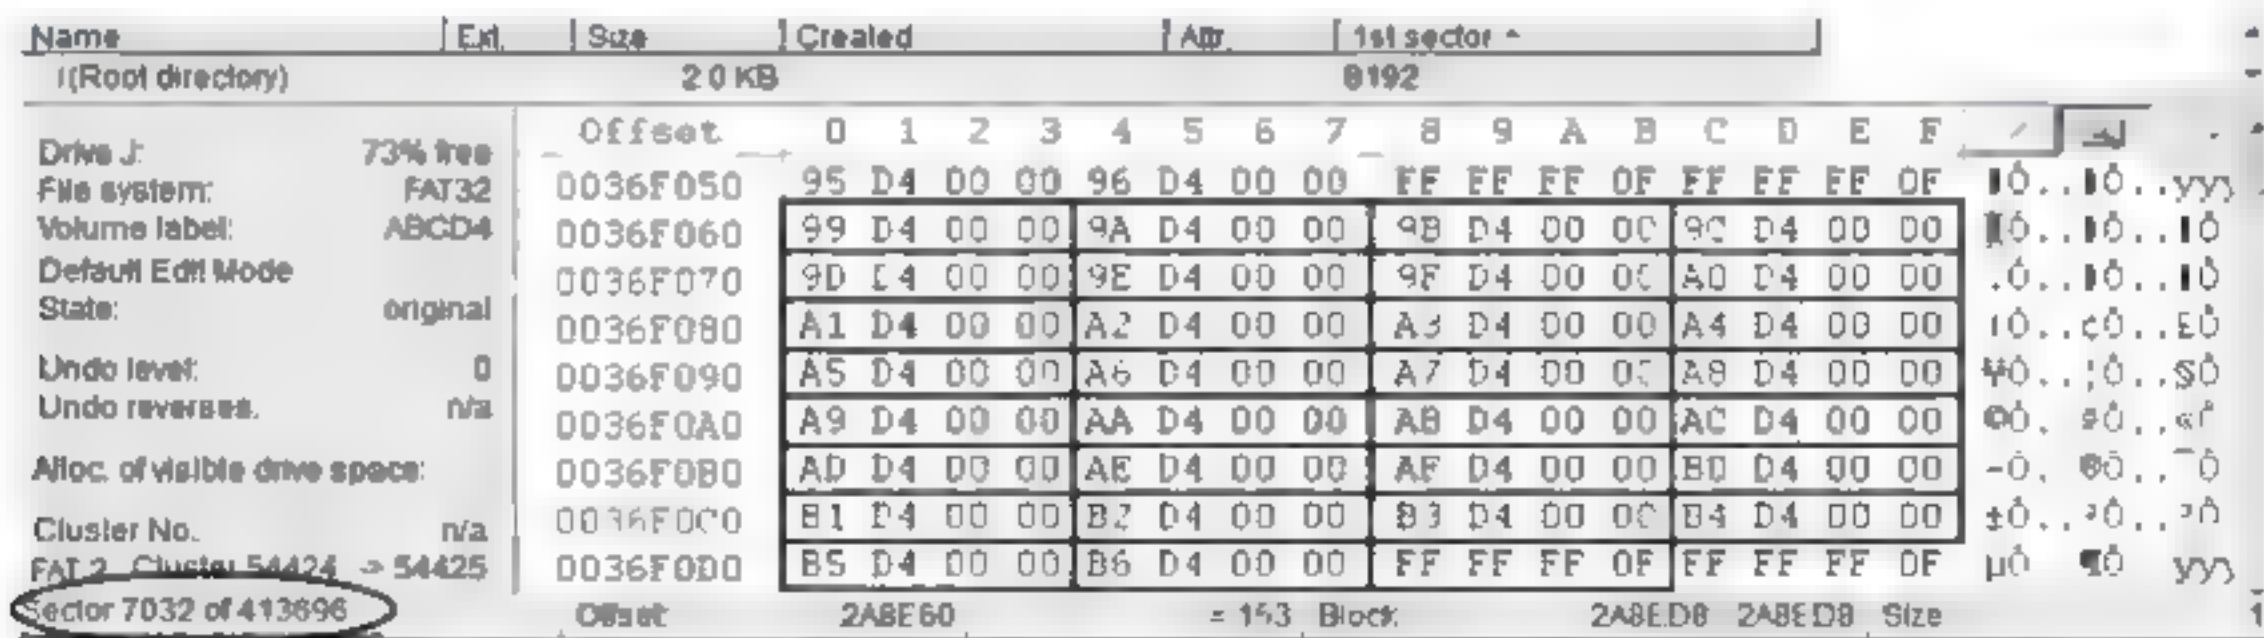 Name Ext. Size Created Attr. 1st sector
(Root directory) 2.0 KB 8192
Offset 0 1 2 3 4 5 6 7 8 9 A B C D E F
Drive J: 73% free
0036F050 95 D4 00 00 96 D4 00 00 FF FF FF 0F FF FF FF 0F
File system: FAT32
Volume label: ABCD4
0036F060 99 D4 00 00 9A D4 00 00 9B D4 00 00 9C D4 00 00
Default Edit Mode
0036F070 9D D4 00 00 9E D4 00 00 9F D4 00 00 A0 D4 00 00
State: original
0036F080 A1 D4 00 00 A2 D4 00 00 A3 D4 00 00 A4 D4 00 00
Undo level: 0
0036F090 A5 D4 00 00 A6 D4 00 00 A7 D4 00 00 A8 D4 00 00
Undo reverses: n/a
0036F0A0 A9 D4 00 00 AA D4 00 00 AB D4 00 00 AC D4 00 00
Alloc. of visible drive space:
0036F0B0 AD D4 00 00 AE D4 00 00 AF D4 00 00 B0 D4 00 00
Cluster No.: n/a
0036F0C0 B1 D4 00 00 B2 D4 00 00 B3 D4 00 00 B4 D4 00 00
FAT 2 Cluster 54424 -> 54425
0036F0D0 B5 D4 00 00 B6 D4 00 00 FF FF FF 0F FF FF FF 0F
Sector 7032 of 413696
Offset: 2A8E60 Block: 2A8ED8 2A8ED8 Size